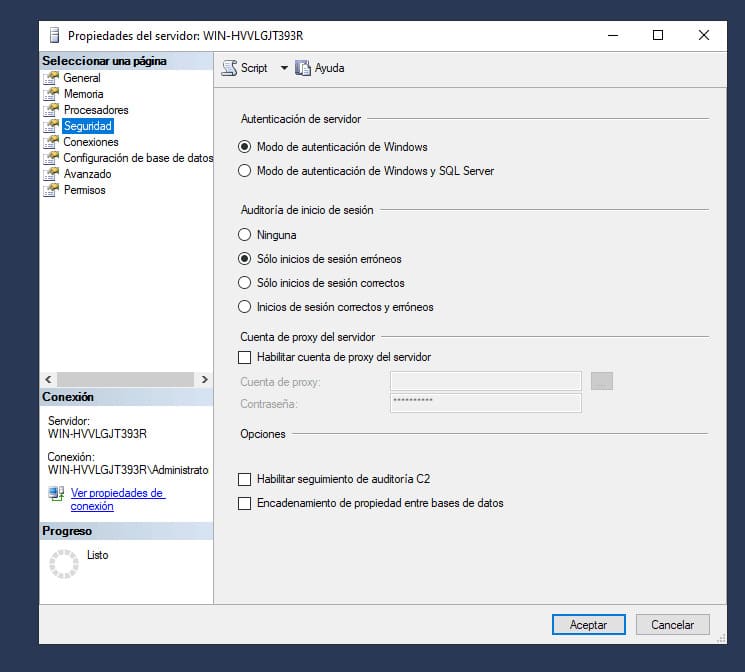 Propiedades del servidor: WIN-HVVLGJT393R
Seleccionar una página
General
Memoria
Procesadores
Seguridad
Conexiones
Configuración de base de datos
Avanzado
Permisos
Conexión
Servidor:
WIN-HVVLGJT393R
Conexión:
WIN-HVVLGJT393R\Administrato
Ver propiedades de
conexión
Progreso
Listo
Script
Ayuda
Autenticación de servidor
Modo de autenticación de Windows
Modo de autenticación de Windows y SQL Server
Auditoría de inicio de sesión
Ninguna
Sólo inicios de sesión erróneos
Sólo inicios de sesión correctos
Inicios de sesión correctos y erróneos
Cuenta de proxy del servidor
Habilitar cuenta de proxy del servidor
Cuenta de proxy:
...
Contraseña:
**********
Opciones
Habilitar seguimiento de auditoría C2
Encadenamiento de propiedad entre bases de datos
Aceptar
Cancelar